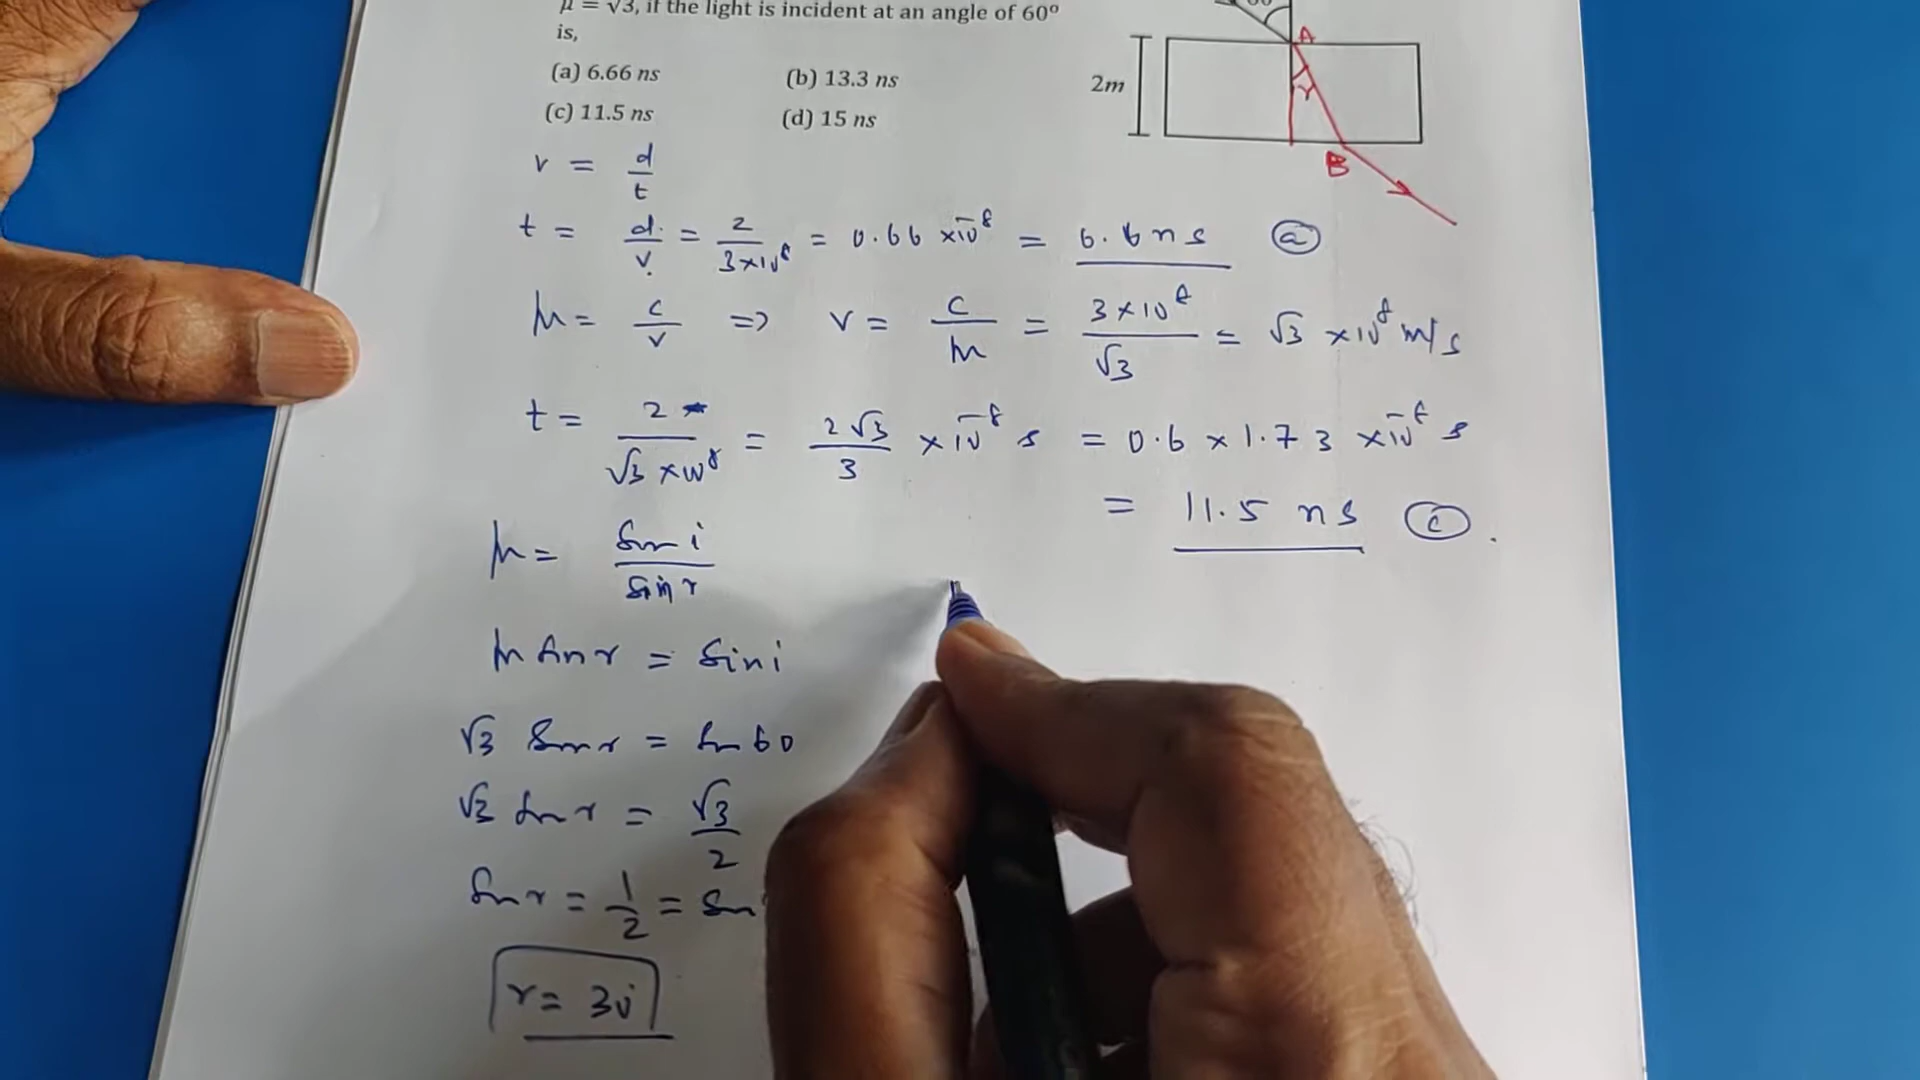 μ = √3, if the light is incident at an angle of 60°
is,
(a) 6.66 ns (b) 13.3 ns
(c) 11.5 ns (d) 15 ns
2m
A
r
B
v = d/t
t = d/v = 2/3×10⁸ = 0.66 ×10⁻⁸ = 6.6 ns (a)
μ = c/v => v = c/μ = 3×10⁸/√3 = √3 ×10⁸ m/s
t = 2/√3×10⁸ = 2√3/3 ×10⁻⁸ s = 0.6 × 1.73 ×10⁻⁸ s
= 11.5 ns (c).
μ = Sin i/Sin r
μ Sin r = Sin i
√3 Sin r = Sin 60
√3 Sin r = √3/2
Sin r = 1/2 = Sin
r = 30°